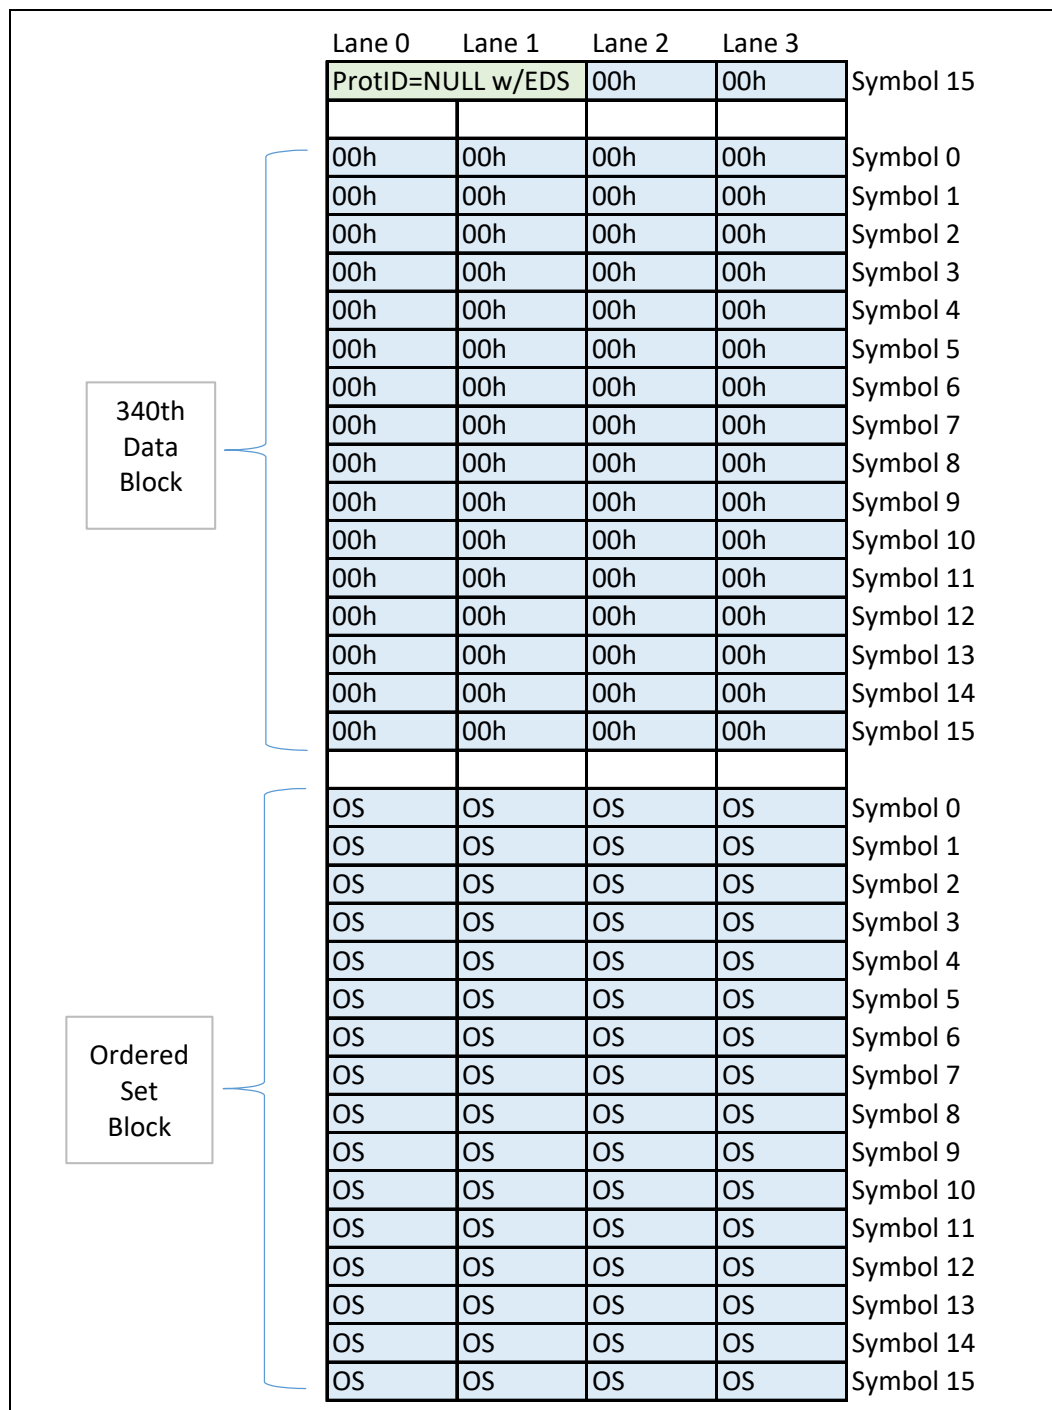 Lane 0 Lane 1 Lane 2 Lane 3
ProtID=NULL w/EDS 00h 00h Symbol 15
00h 00h 00h 00h Symbol 0
00h 00h 00h 00h Symbol 1
00h 00h 00h 00h Symbol 2
00h 00h 00h 00h Symbol 3
00h 00h 00h 00h Symbol 4
00h 00h 00h 00h Symbol 5
00h 00h 00h 00h Symbol 6
00h 00h 00h 00h Symbol 7
00h 00h 00h 00h Symbol 8
00h 00h 00h 00h Symbol 9
00h 00h 00h 00h Symbol 10
00h 00h 00h 00h Symbol 11
00h 00h 00h 00h Symbol 12
00h 00h 00h 00h Symbol 13
00h 00h 00h 00h Symbol 14
00h 00h 00h 00h Symbol 15
340th
Data
Block
OS OS OS OS Symbol 0
OS OS OS OS Symbol 1
OS OS OS OS Symbol 2
OS OS OS OS Symbol 3
OS OS OS OS Symbol 4
OS OS OS OS Symbol 5
OS OS OS OS Symbol 6
OS OS OS OS Symbol 7
OS OS OS OS Symbol 8
OS OS OS OS Symbol 9
OS OS OS OS Symbol 10
OS OS OS OS Symbol 11
OS OS OS OS Symbol 12
OS OS OS OS Symbol 13
OS OS OS OS Symbol 14
OS OS OS OS Symbol 15
Ordered
Set
Block